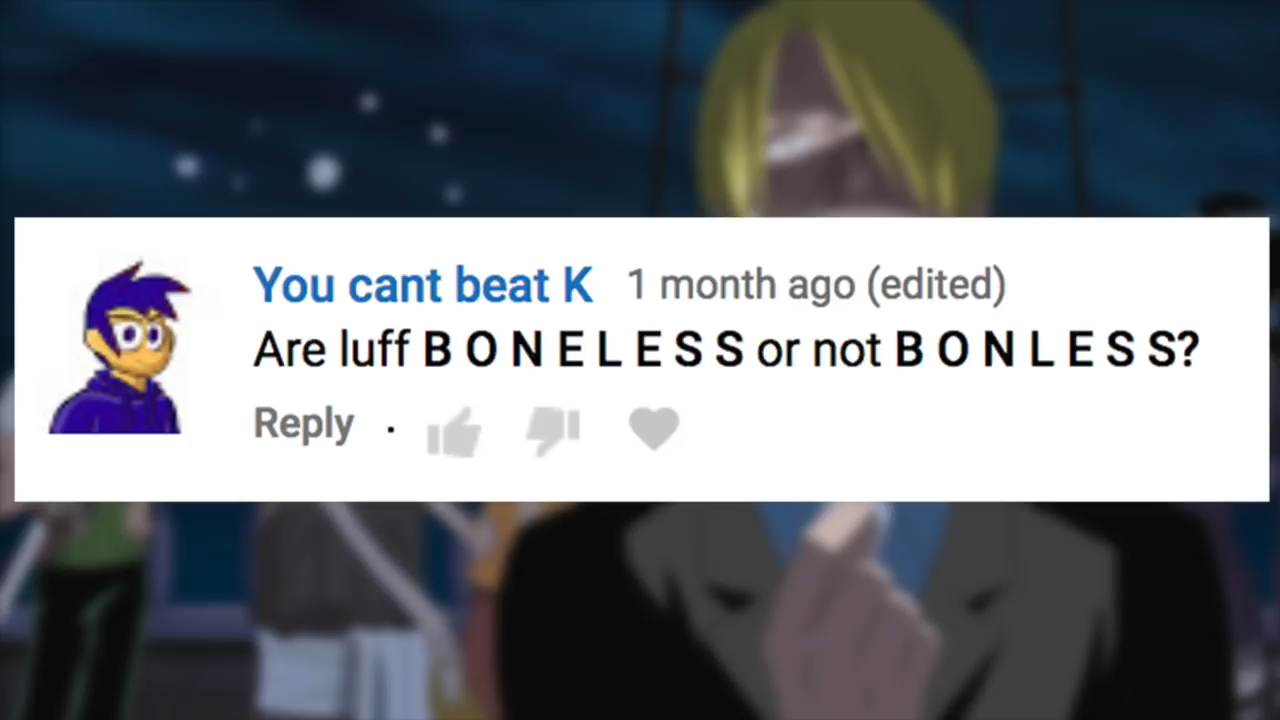 You cant beat K 1 month ago (edited)
Are luff B O N E L E S S or not B O N L E S S?
Reply .